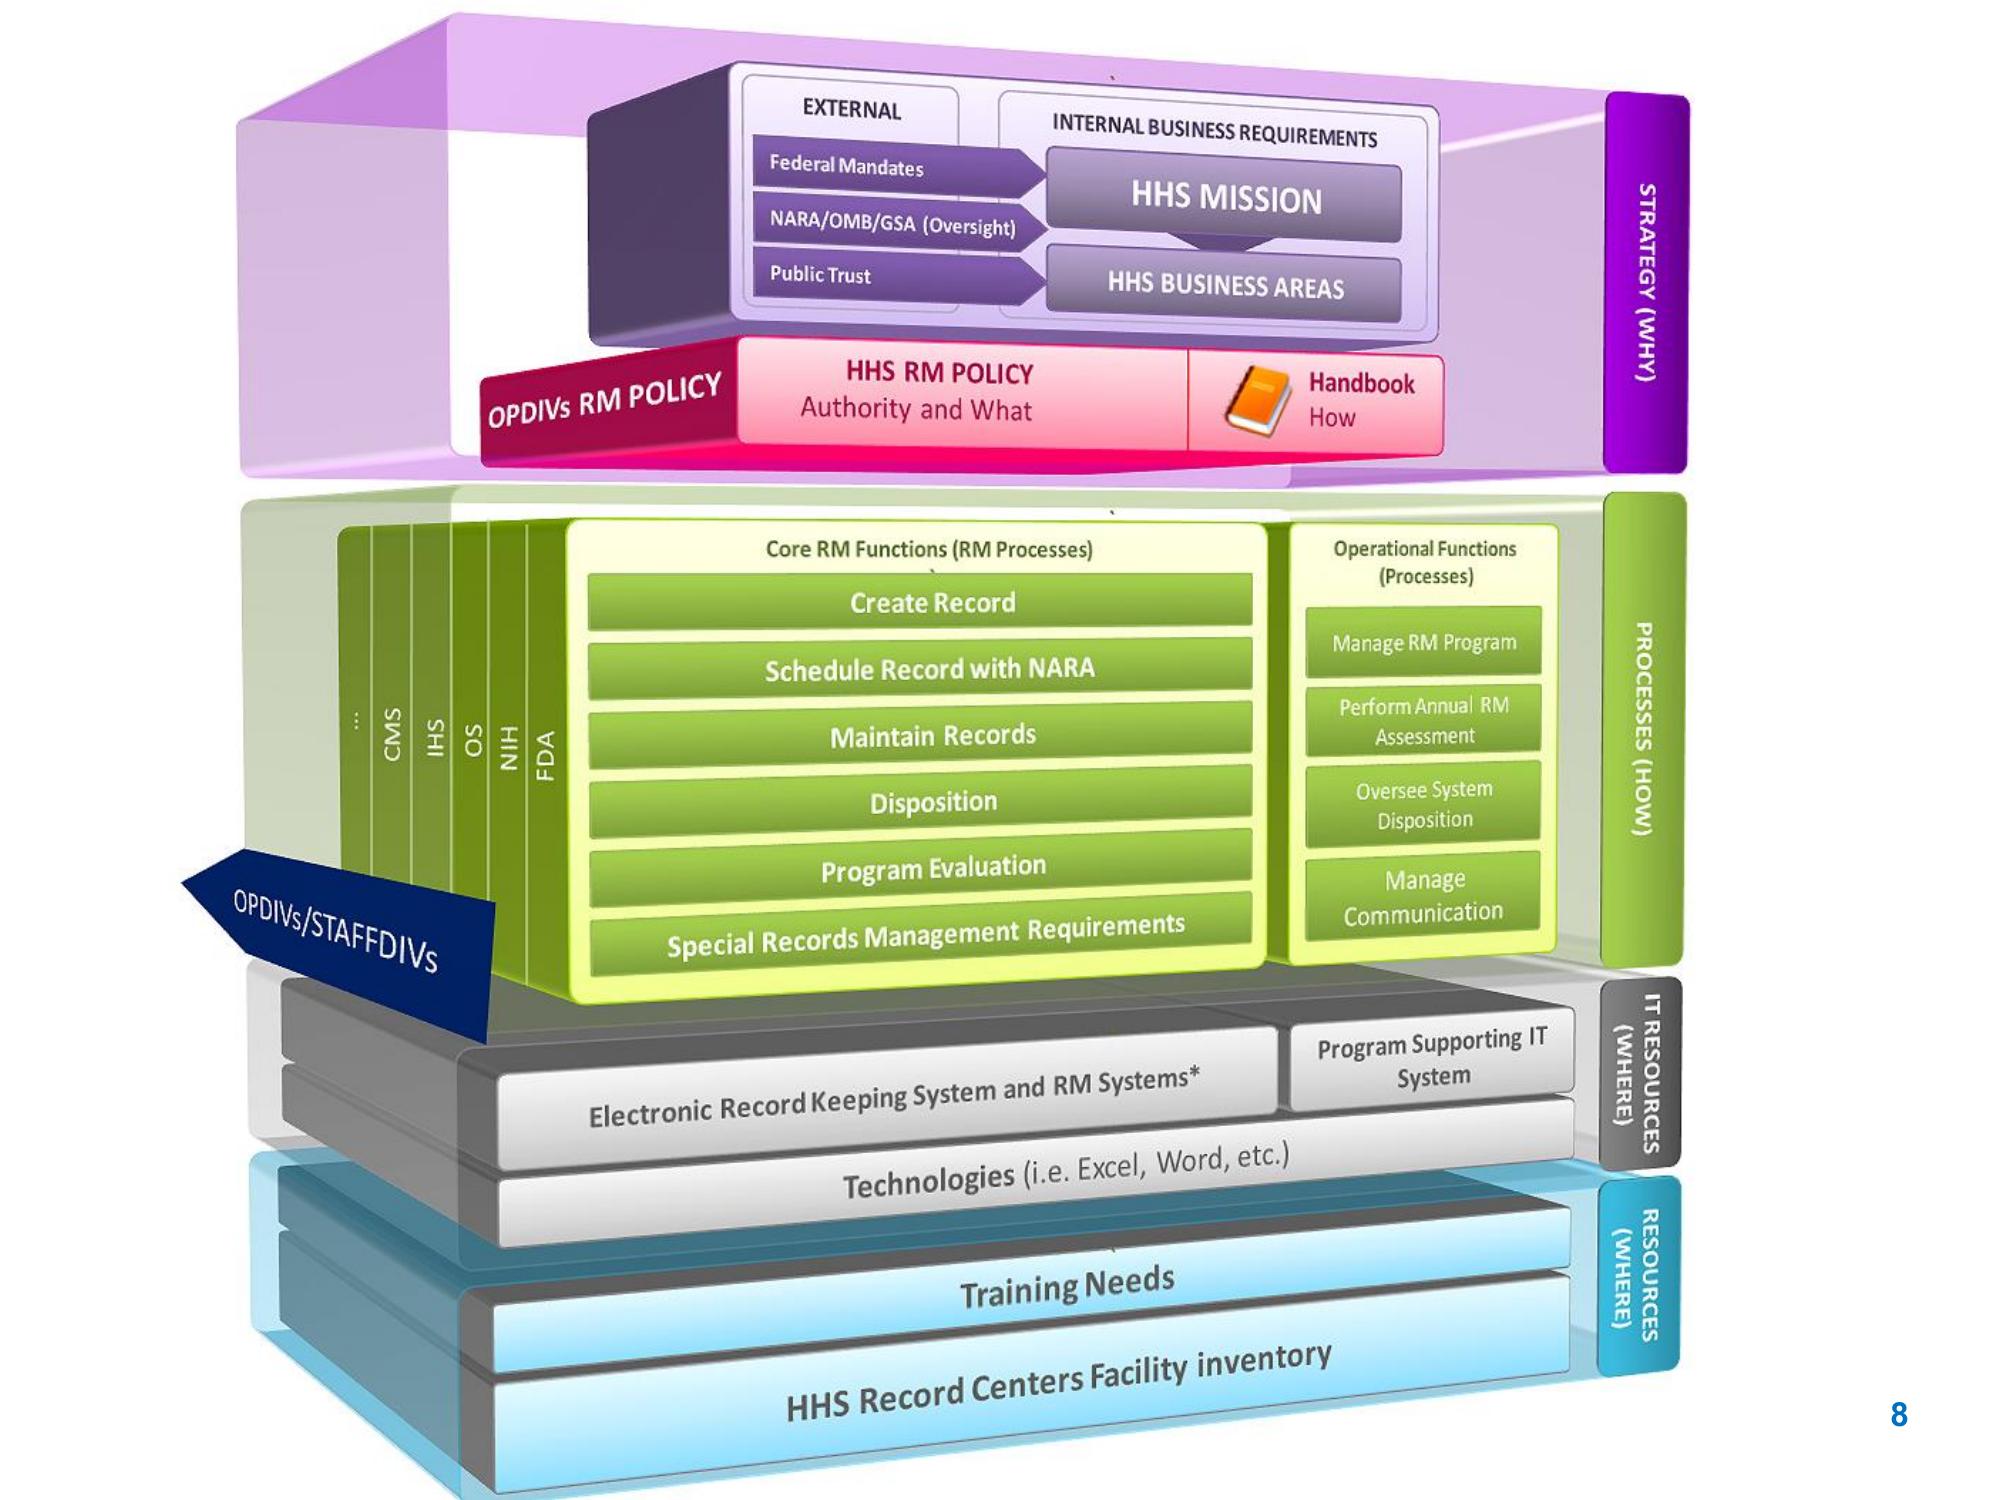 EXTERNAL
Federal Mandates
NARA/OMB/GSA (Oversight)
Public Trust
INTERNAL BUSINESS REQUIREMENTS
HHS MISSION
HHS BUSINESS AREAS
OPDIVs RM POLICY
HHS RM POLICY
Authority and What
Handbook
How
STRATEGY (WHY)
...
CMS
IHS
OS
NIH
FDA
OPDIVs/STAFFDIVs
Core RM Functions (RM Processes)
Create Record
Schedule Record with NARA
Maintain Records
Disposition
Program Evaluation
Special Records Management Requirements
Operational Functions
(Processes)
Manage RM Program
Perform Annual RM
Assessment
Oversee System
Disposition
Manage
Communication
PROCESSES (HOW)
Electronic Record Keeping System and RM Systems*
Program Supporting IT
System
Technologies (i.e. Excel, Word, etc.)
IT RESOURCES
(WHERE)
Training Needs
HHS Record Centers Facility inventory
RESOURCES
(WHERE)
8